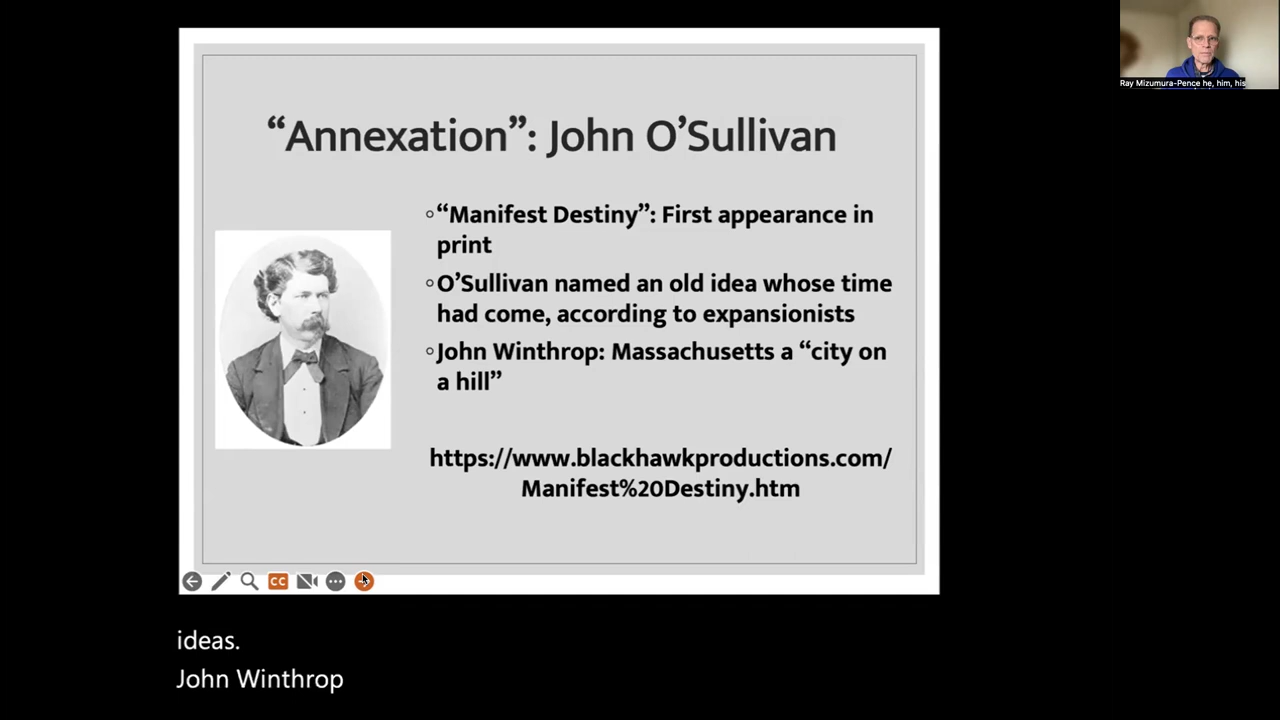 Ray Mizumura-Pence he, him, his
“Annexation”: John O’Sullivan
◦“Manifest Destiny”: First appearance in
print
◦O’Sullivan named an old idea whose time
had come, according to expansionists
◦John Winthrop: Massachusetts a “city on
a hill”
https://www.blackhawkproductions.com/
Manifest%20Destiny.htm
CC
ideas.
John Winthrop